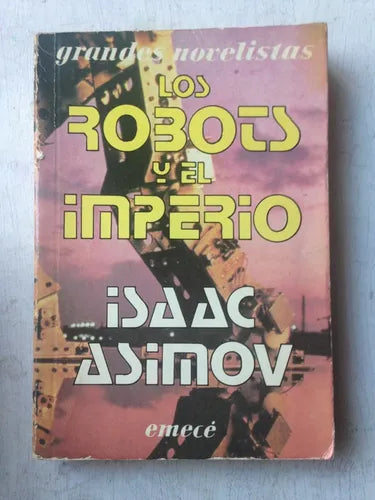 grandes novelistas
LOS
ROBOTS
Y EL
IMPERIO
ISAAC
ASIMOV
emecé